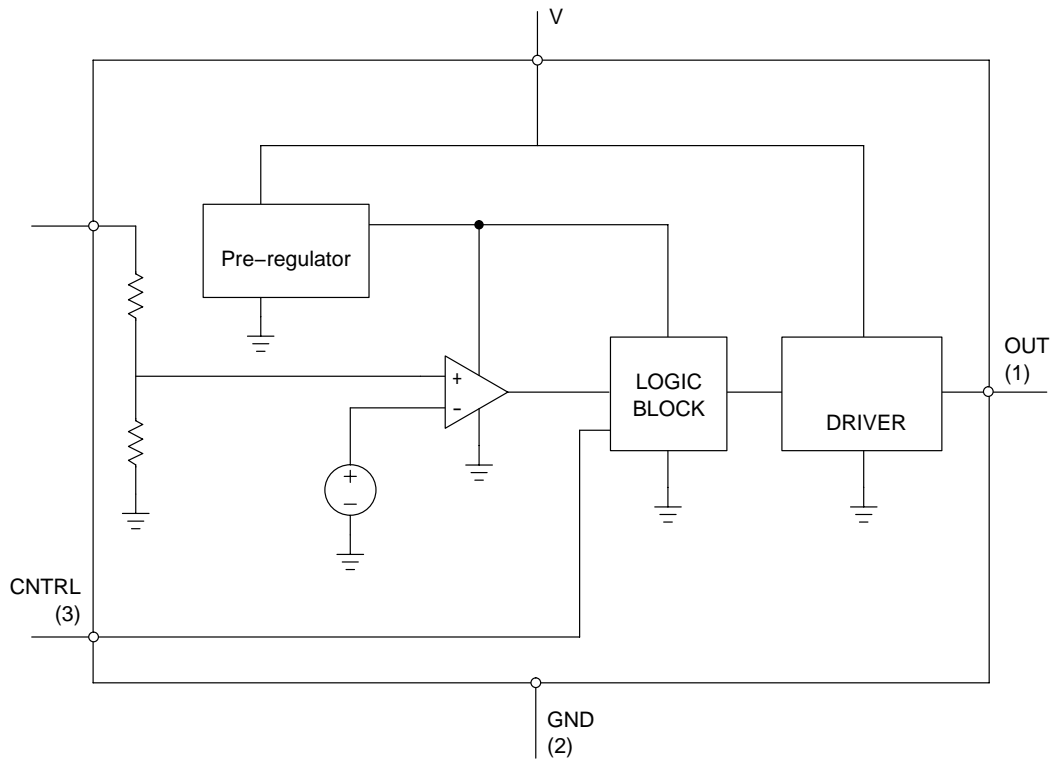 V
Pre−regulator
OUT
(1)
LOGIC
BLOCK
DRIVER
+
−
+
−
CNTRL
(3)
GND
(2)